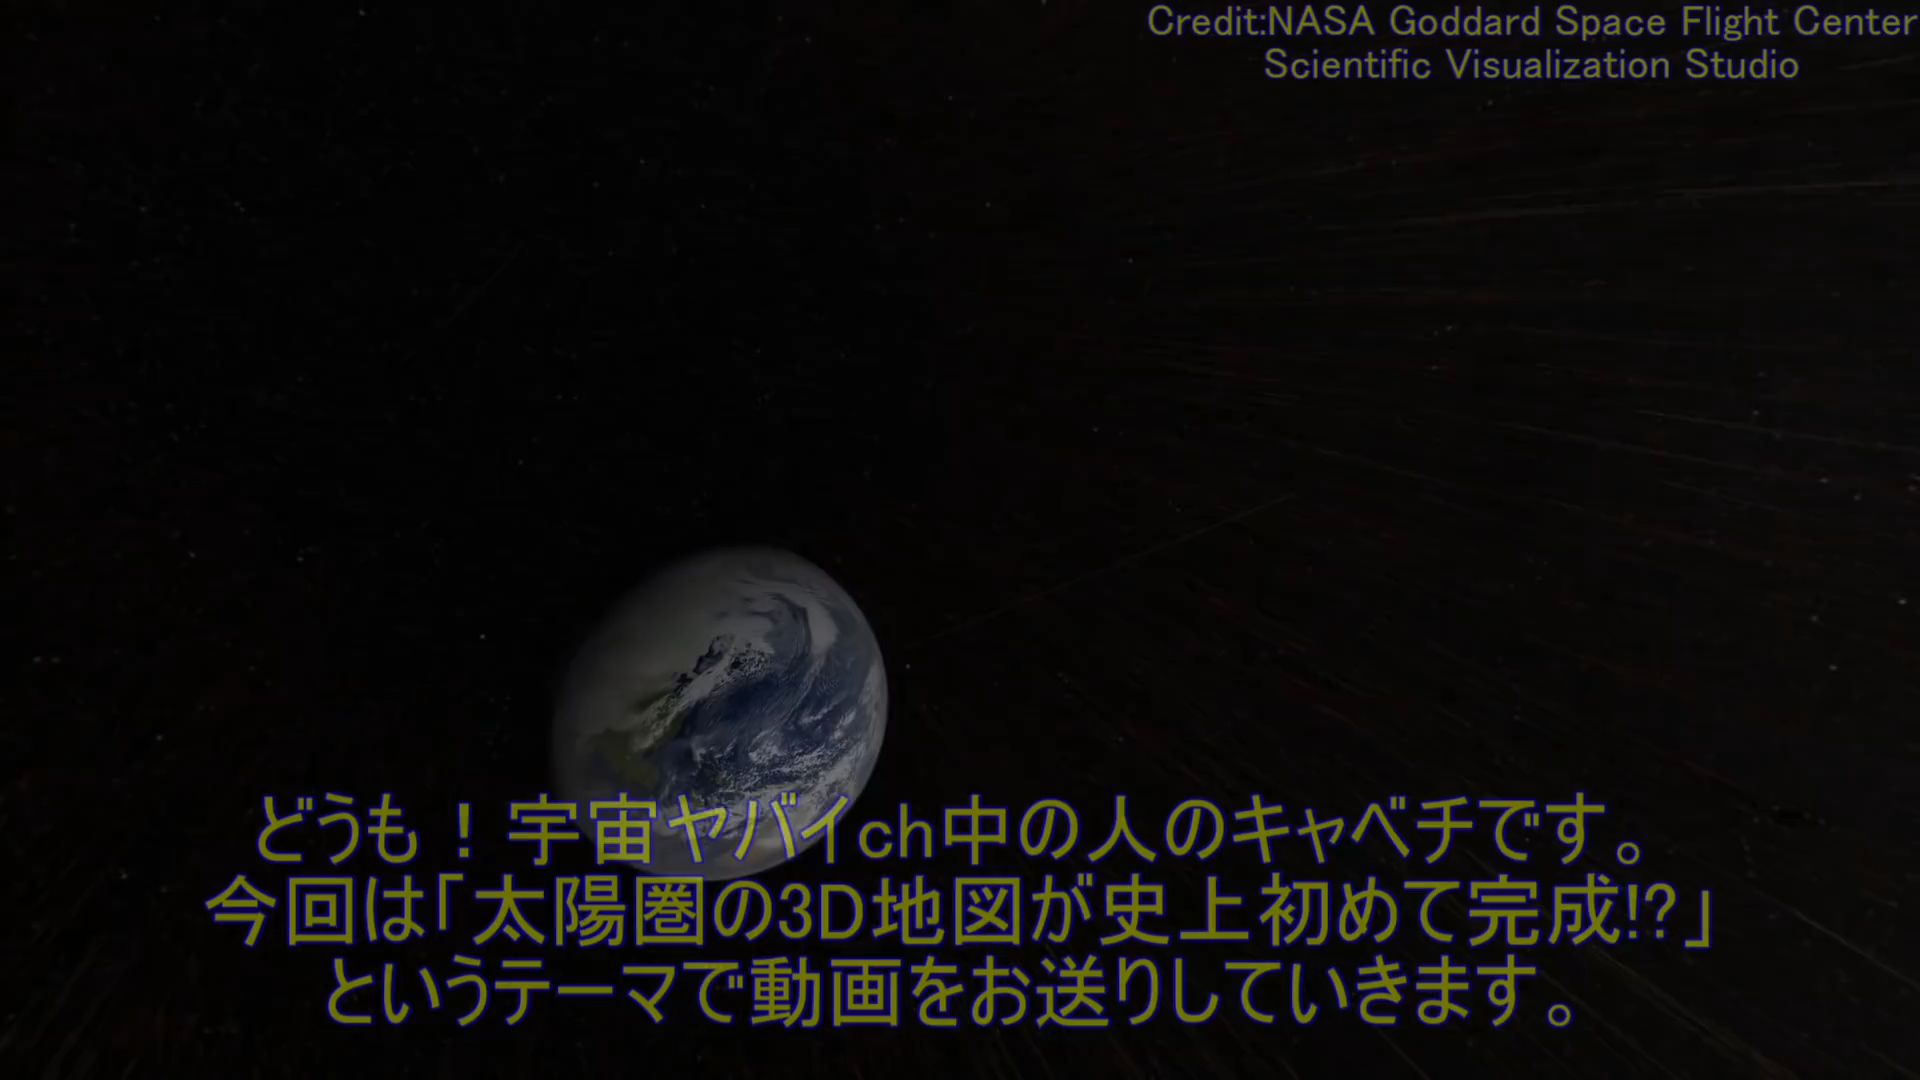 Credit:NASA Goddard Space Flight Center
Scientific Visualization Studio
どうも！宇宙ヤバイch中の人のキャベチです。
今回は「太陽圏の3D地図が史上初めて完成!?」
というテーマで動画をお送りしていきます。